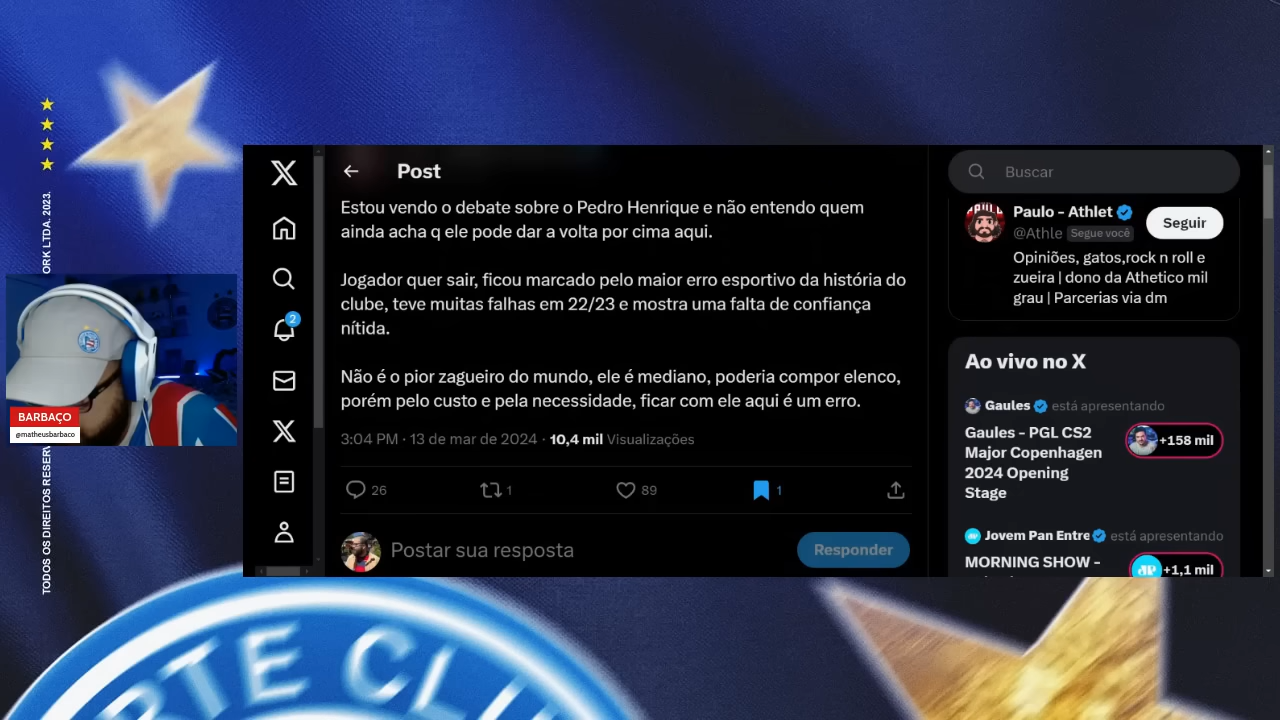 TODOS OS DIREITOS RESERV
ORK LTDA. 2023.
BARBAÇO
@matheusbarbaco
Post
Estou vendo o debate sobre o Pedro Henrique e não entendo quem
ainda acha q ele pode dar a volta por cima aqui.
Jogador quer sair, ficou marcado pelo maior erro esportivo da história do
clube, teve muitas falhas em 22/23 e mostra uma falta de confiança
nítida.
Não é o pior zagueiro do mundo, ele é mediano, poderia compor elenco,
porém pelo custo e pela necessidade, ficar com ele aqui é um erro.
3:04 PM · 13 de mar de 2024 · 10,4 mil Visualizações
26
1
89
1
Postar sua resposta
Responder
2
Buscar
Paulo - Athlet
@Athle Segue você
Seguir
Opiniões, gatos,rock n roll e
zueira | dono da Athletico mil
grau | Parcerias via dm
Ao vivo no X
Gaules está apresentando
Gaules - PGL CS2
Major Copenhagen
2024 Opening
Stage
+158 mil
Jovem Pan Entre está apresentando
MORNING SHOW -
JP
+1,1 mil
RTE CL